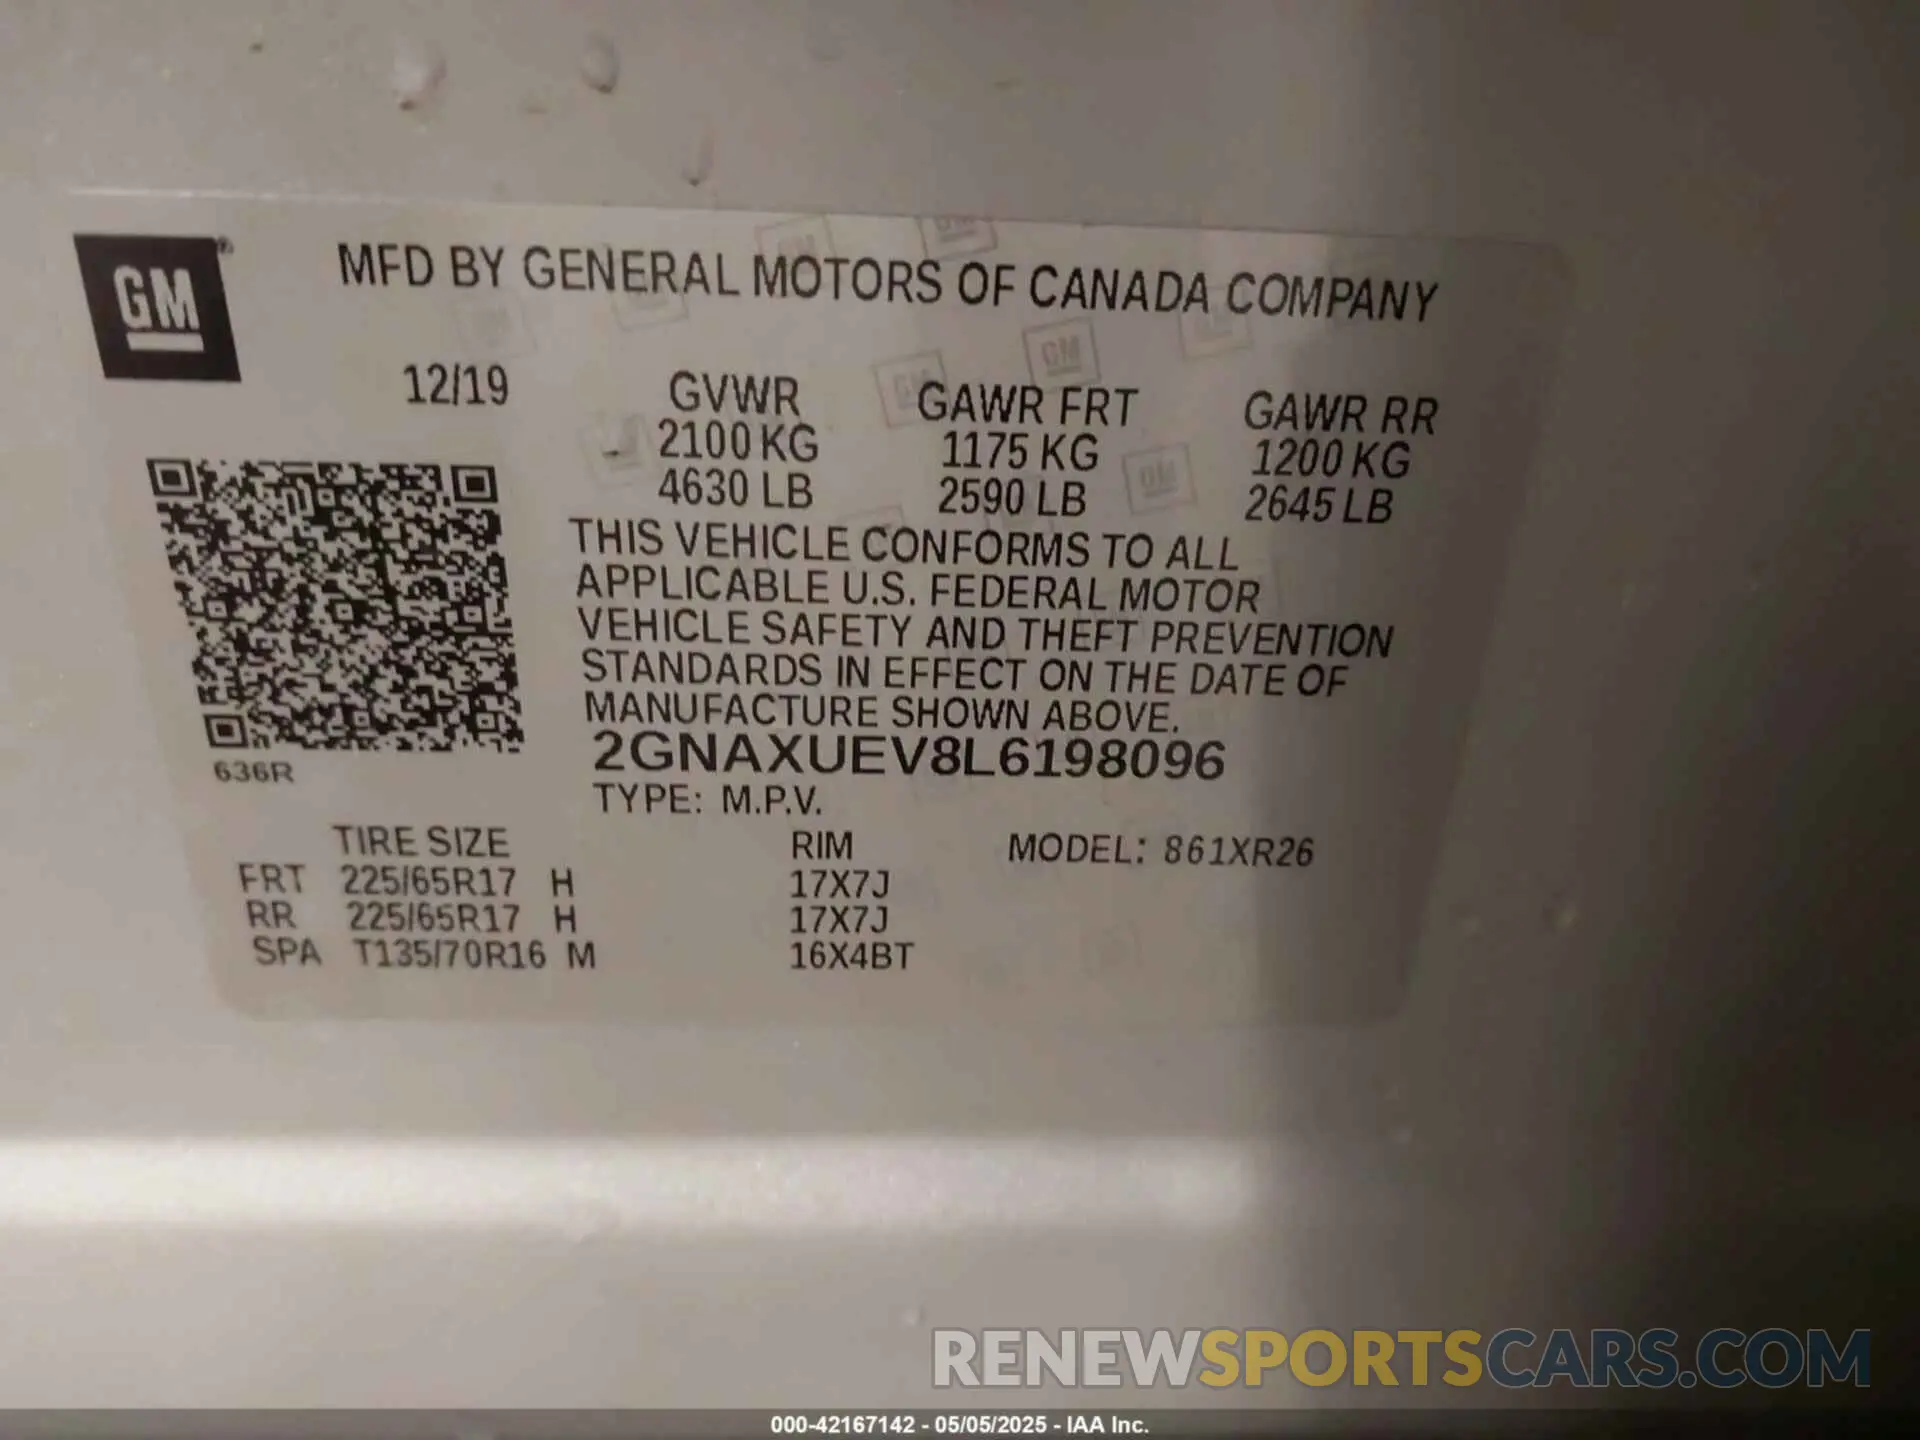 GM®
MFD BY GENERAL MOTORS OF CANADA COMPANY
12/19 GVWR GAWR FRT GAWR RR
2100 KG 1175 KG 1200 KG
4630 LB 2590 LB 2645 LB
THIS VEHICLE CONFORMS TO ALL
APPLICABLE U.S. FEDERAL MOTOR
VEHICLE SAFETY AND THEFT PREVENTION
STANDARDS IN EFFECT ON THE DATE OF
MANUFACTURE SHOWN ABOVE.
2GNAXUEV8L6198096
636R
TYPE: M.P.V.
TIRE SIZE RIM MODEL: 861XR26
FRT 225/65R17 H 17X7J
RR 225/65R17 H 17X7J
SPA T135/70R16 M 16X4BT
RENEWSPORTSCARS.COM
000-42167142 - 05/05/2025 - IAA Inc.